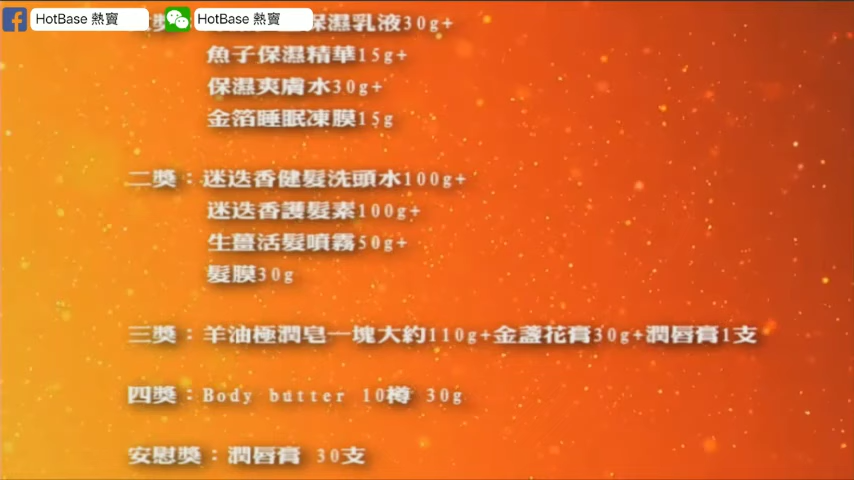 HotBase 熱賣
HotBase 熱賣
獎 保濕乳液30g+
魚子保濕精華15g+
保濕爽膚水30g+
金箔睡眠凍膜15g
二獎：迷迭香健髮洗頭水100g+
迷迭香護髮素100g+
生薑活髮噴霧50g+
髮膜30g
三獎：羊油極潤皂一塊大約110g+金盞花膏30g+潤唇膏1支
四獎：Body butter 10樽 30g
安慰獎：潤唇膏 30支